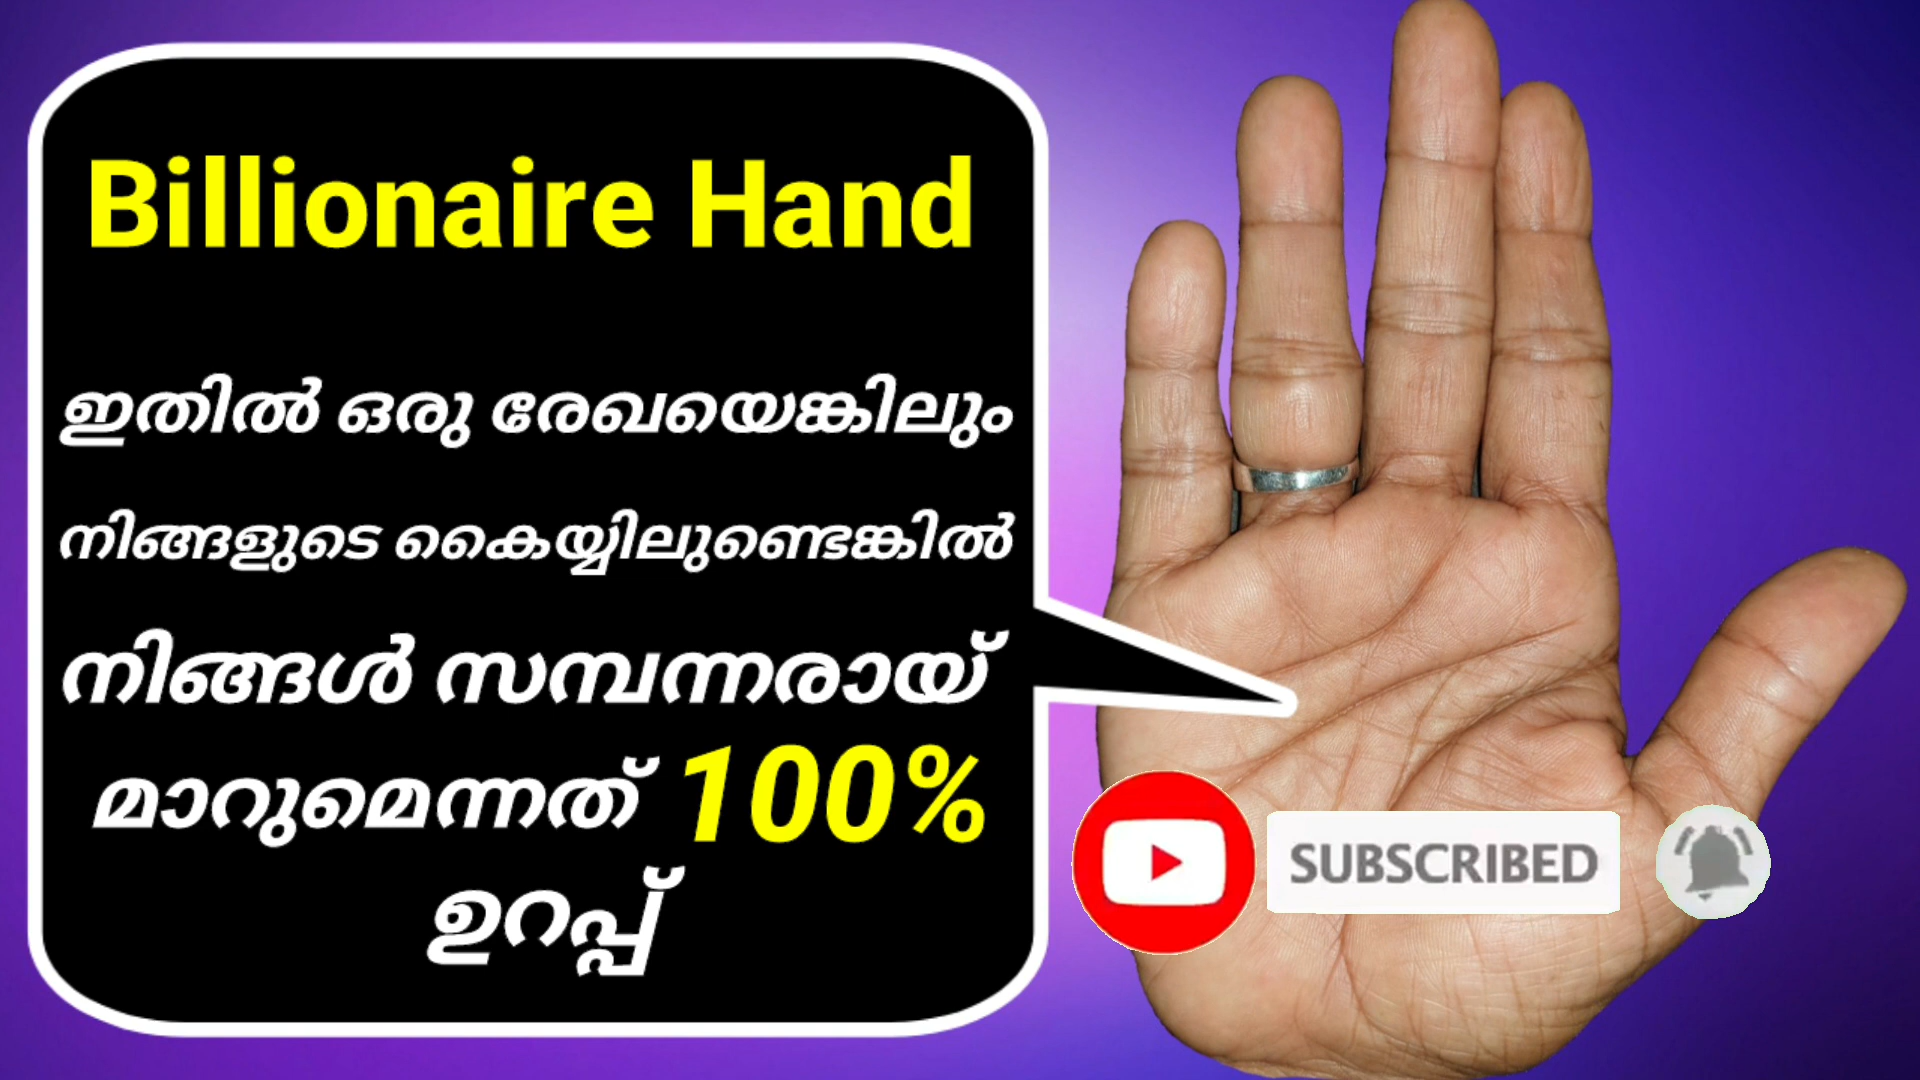 Billionaire Hand
ഇതിൽ ഒരു രേഖയെങ്കിലും
നിങ്ങളുടെ കൈയ്യിലുണ്ടെങ്കിൽ
നിങ്ങൾ സമ്പന്നരായ്
മാറുമെന്നത് 100%
ഉറപ്പ്
SUBSCRIBED